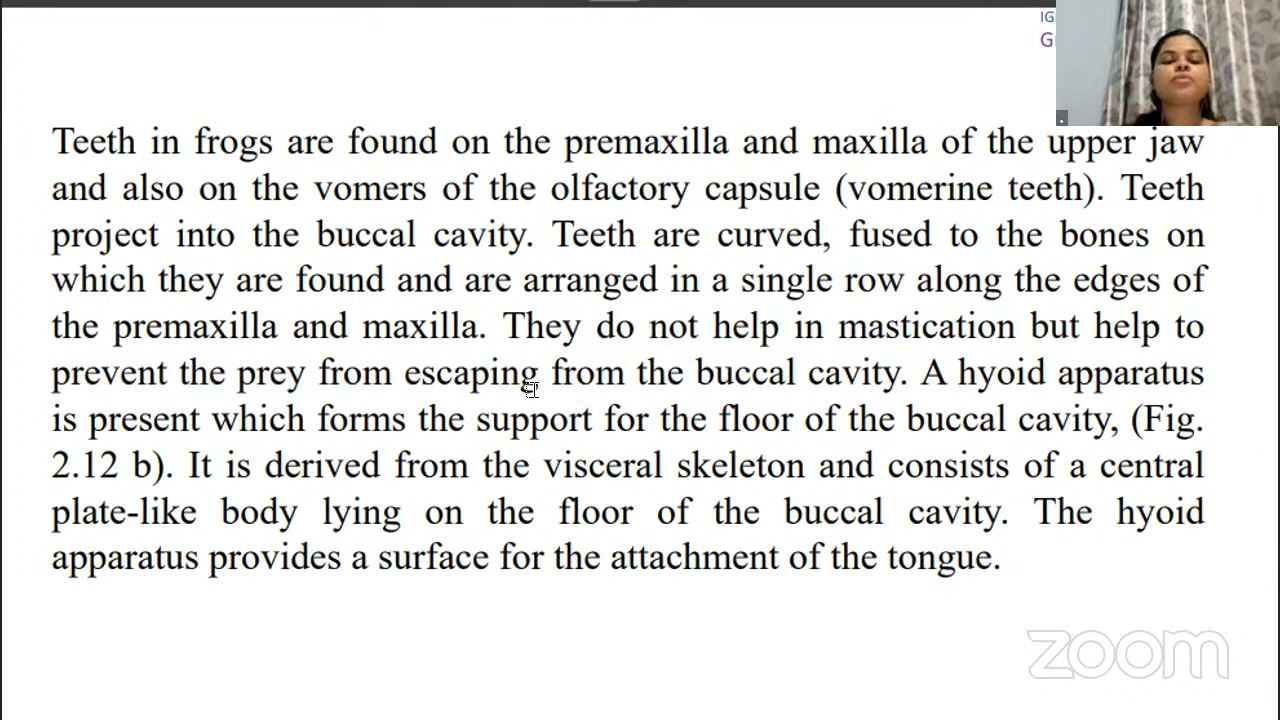 IG
G
Teeth in frogs are found on the premaxilla and maxilla of the upper jaw
and also on the vomers of the olfactory capsule (vomerine teeth). Teeth
project into the buccal cavity. Teeth are curved, fused to the bones on
which they are found and are arranged in a single row along the edges of
the premaxilla and maxilla. They do not help in mastication but help to
prevent the prey from escaping from the buccal cavity. A hyoid apparatus
is present which forms the support for the floor of the buccal cavity, (Fig.
2.12 b). It is derived from the visceral skeleton and consists of a central
plate-like body lying on the floor of the buccal cavity. The hyoid
apparatus provides a surface for the attachment of the tongue.
zoom